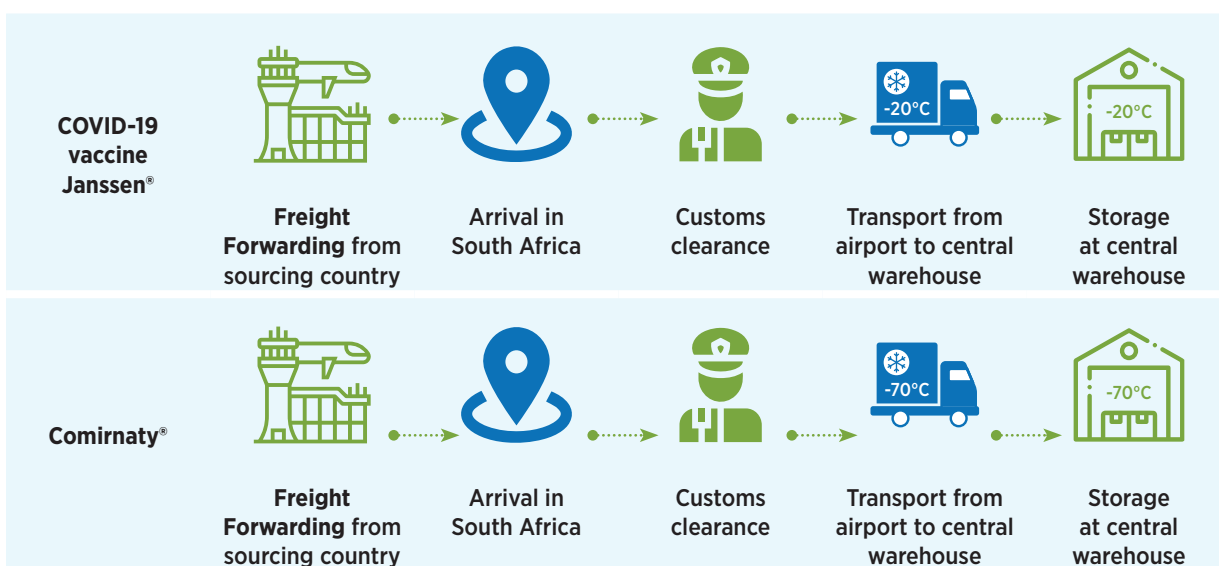 COVID-19
vaccine
Janssen®
-20°C
-20°C
Freight
Forwarding from
sourcing country
Arrival in
South Africa
Customs
clearance
Transport from
airport to central
warehouse
Storage
at central
warehouse
Comirnaty®
-70°C
-70°C
Freight
Forwarding from
sourcing country
Arrival in
South Africa
Customs
clearance
Transport from
airport to central
warehouse
Storage
at central
warehouse